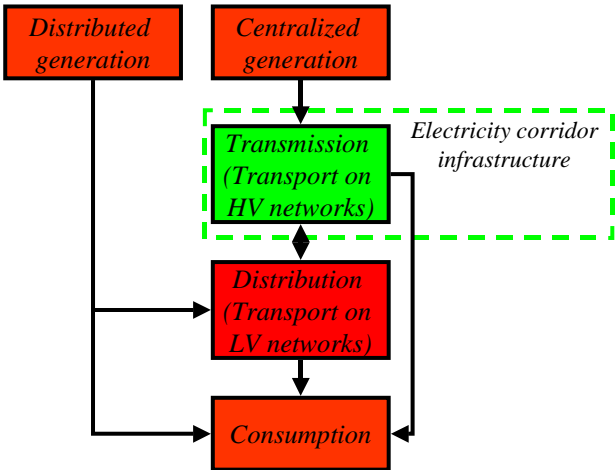 Distributed
generation
Centralized
generation
Electricity corridor
infrastructure
Transmission
(Transport on
HV networks)
Distribution
(Transport on
LV networks)
Consumption